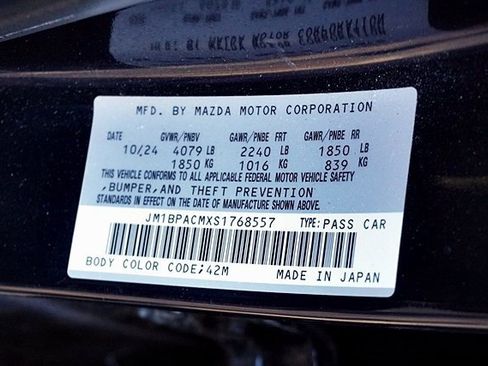 MFD. BY MAZDA MOTOR CORPORATION
DATE GVWR/PNBV GAWR/PNBE FRT GAWR/PNBE RR
10/24 4079 LB 2240 LB 1850 LB
1850 KG 1016 KG 839 KG
THIS VEHICLE CONFORMS TO ALL APPLICABLE FEDERAL MOTOR VEHICLE SAFETY
,BUMPER,AND THEFT PREVENTION
STANDARDS IN EFFECT ON THE DATE OF MANUFACTURE SHOWN ABOVE.
JM1BPACMXS1768557 TYPE:PASS CAR
BODY COLOR CODE:42M MADE IN JAPAN